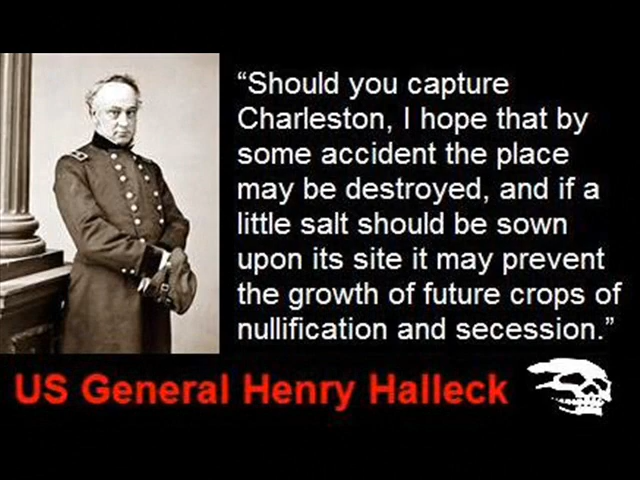 “Should you capture
Charleston, I hope that by
some accident the place
may be destroyed, and if a
little salt should be sown
upon its site it may prevent
the growth of future crops of
nullification and secession.”
US General Henry Halleck